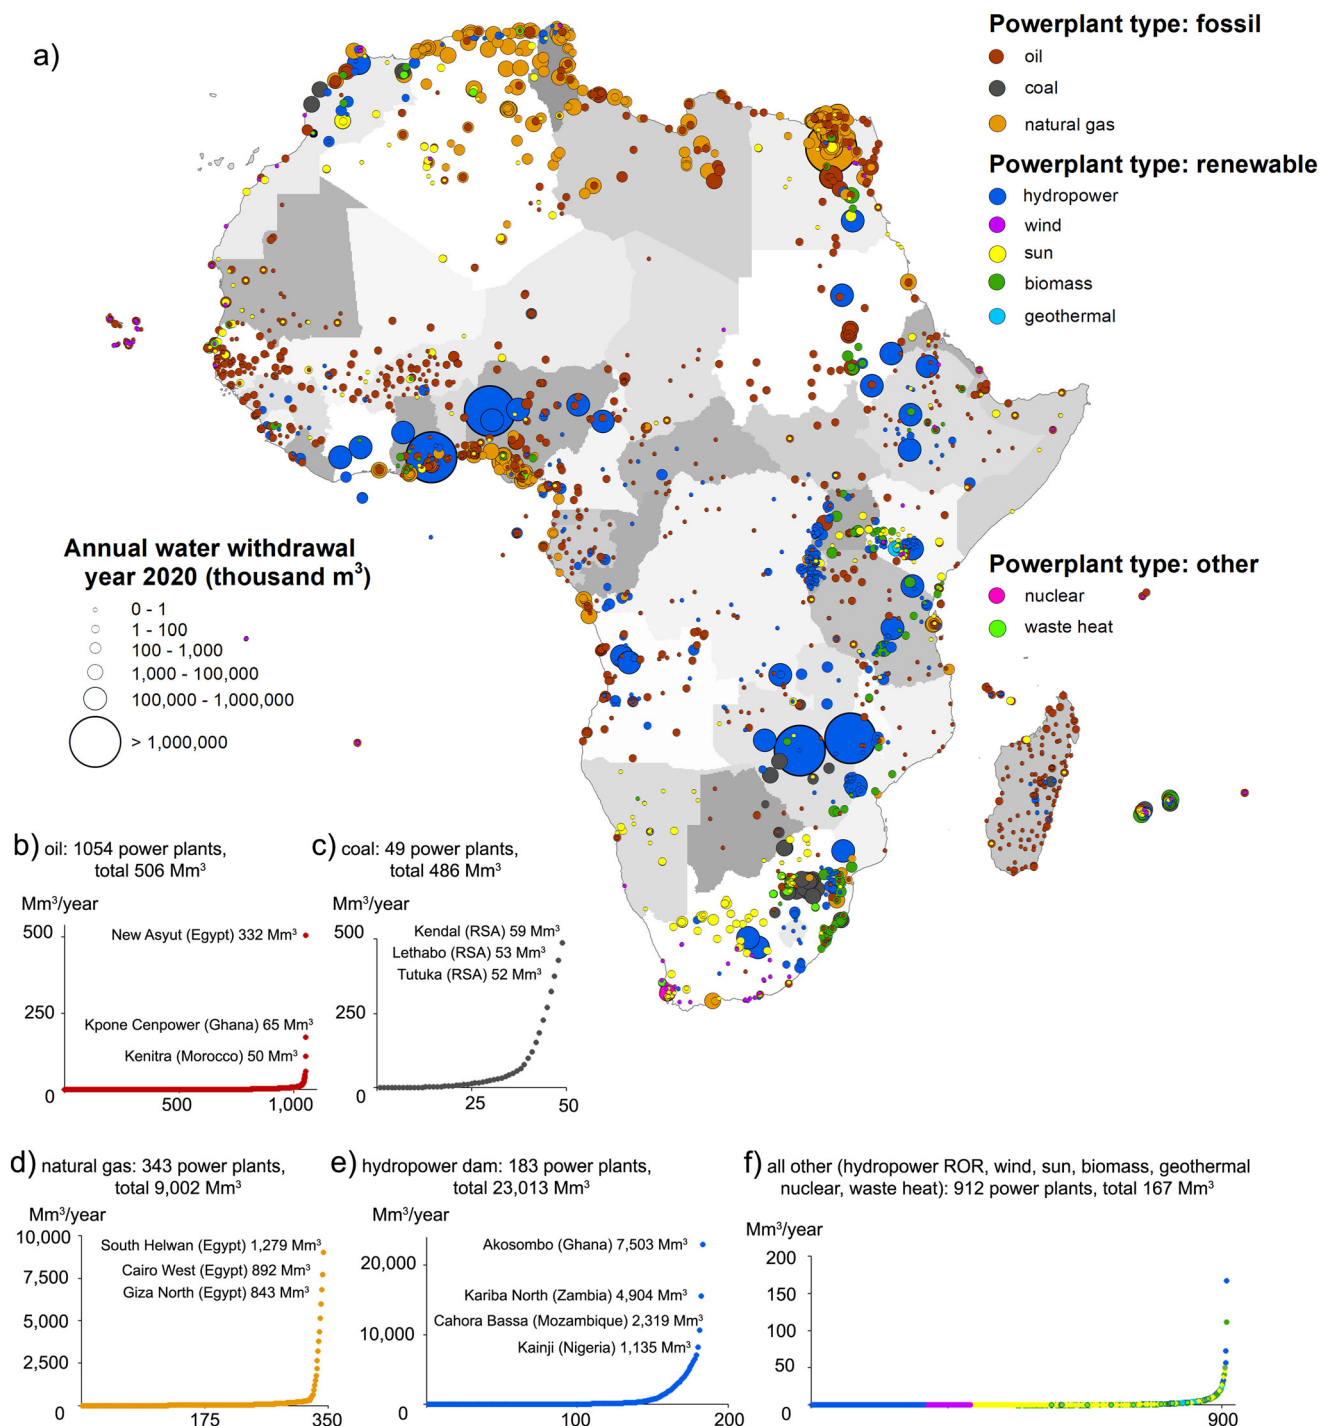 a)
Powerplant type: fossil
oil
coal
natural gas
Powerplant type: renewable
hydropower
wind
sun
biomass
geothermal
Annual water withdrawal
year 2020 (thousand m³)
0 - 1
1 - 100
100 - 1,000
1,000 - 100,000
100,000 - 1,000,000
> 1,000,000
Powerplant type: other
nuclear
waste heat
b) oil: 1054 power plants,
total 506 Mm³
Mm³/year
500
250
0
500
1,000
New Asyut (Egypt) 332 Mm³
Kpone Cenpower (Ghana) 65 Mm³
Kenitra (Morocco) 50 Mm³
c) coal: 49 power plants,
total 486 Mm³
Mm³/year
500
250
0
25
50
Kendal (RSA) 59 Mm³
Lethabo (RSA) 53 Mm³
Tutuka (RSA) 52 Mm³
d) natural gas: 343 power plants,
total 9,002 Mm³
Mm³/year
10,000
7,500
5,000
2,500
0
175
350
South Helwan (Egypt) 1,279 Mm³
Cairo West (Egypt) 892 Mm³
Giza North (Egypt) 843 Mm³
e) hydropower dam: 183 power plants,
total 23,013 Mm³
Mm³/year
20,000
10,000
0
100
200
Akosombo (Ghana) 7,503 Mm³
Kariba North (Zambia) 4,904 Mm³
Cahora Bassa (Mozambique) 2,319 Mm³
Kainji (Nigeria) 1,135 Mm³
f) all other (hydropower ROR, wind, sun, biomass, geothermal
nuclear, waste heat): 912 power plants, total 167 Mm³
Mm³/year
200
150
100
50
0
900